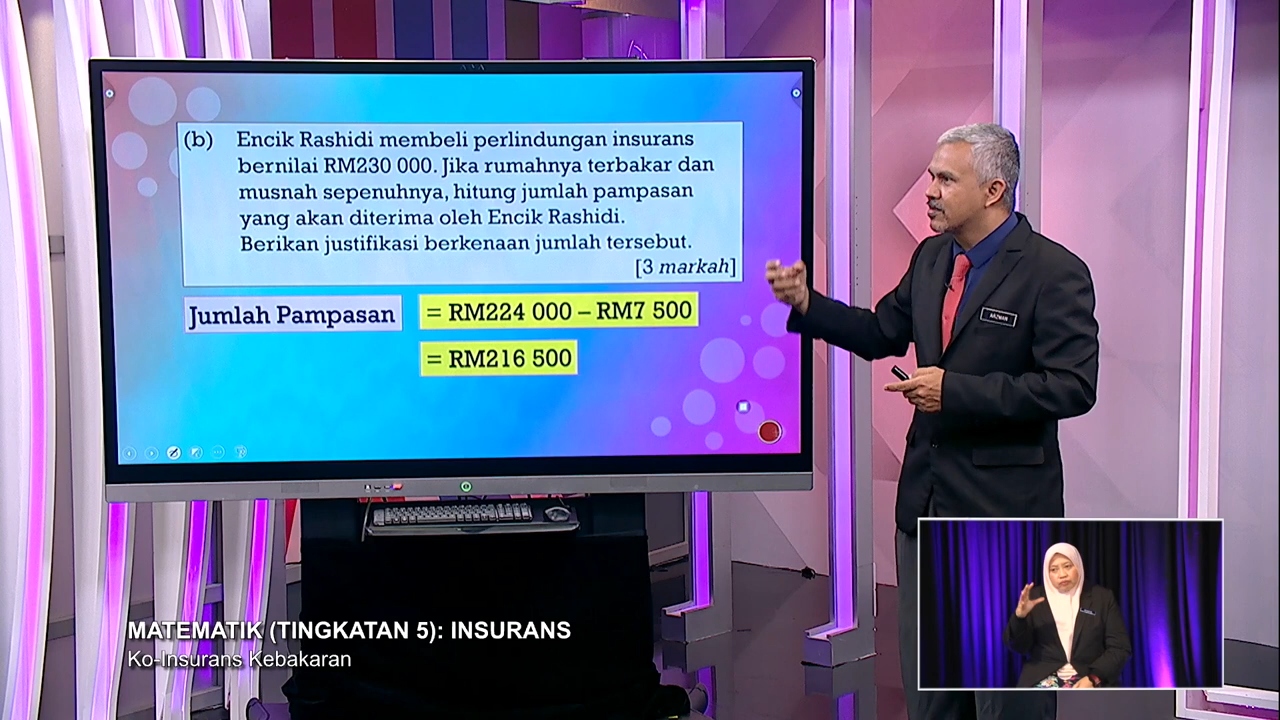 (b) Encik Rashidi membeli perlindungan insurans
bernilai RM230 000. Jika rumahnya terbakar dan
musnah sepenuhnya, hitung jumlah pampasan
yang akan diterima oleh Encik Rashidi.
Berikan justifikasi berkenaan jumlah tersebut.
[3 markah]
Jumlah Pampasan = RM224 000 – RM7 500
= RM216 500
AAZMAN
MATEMATIK (TINGKATAN 5): INSURANS
Ko-Insurans Kebakaran